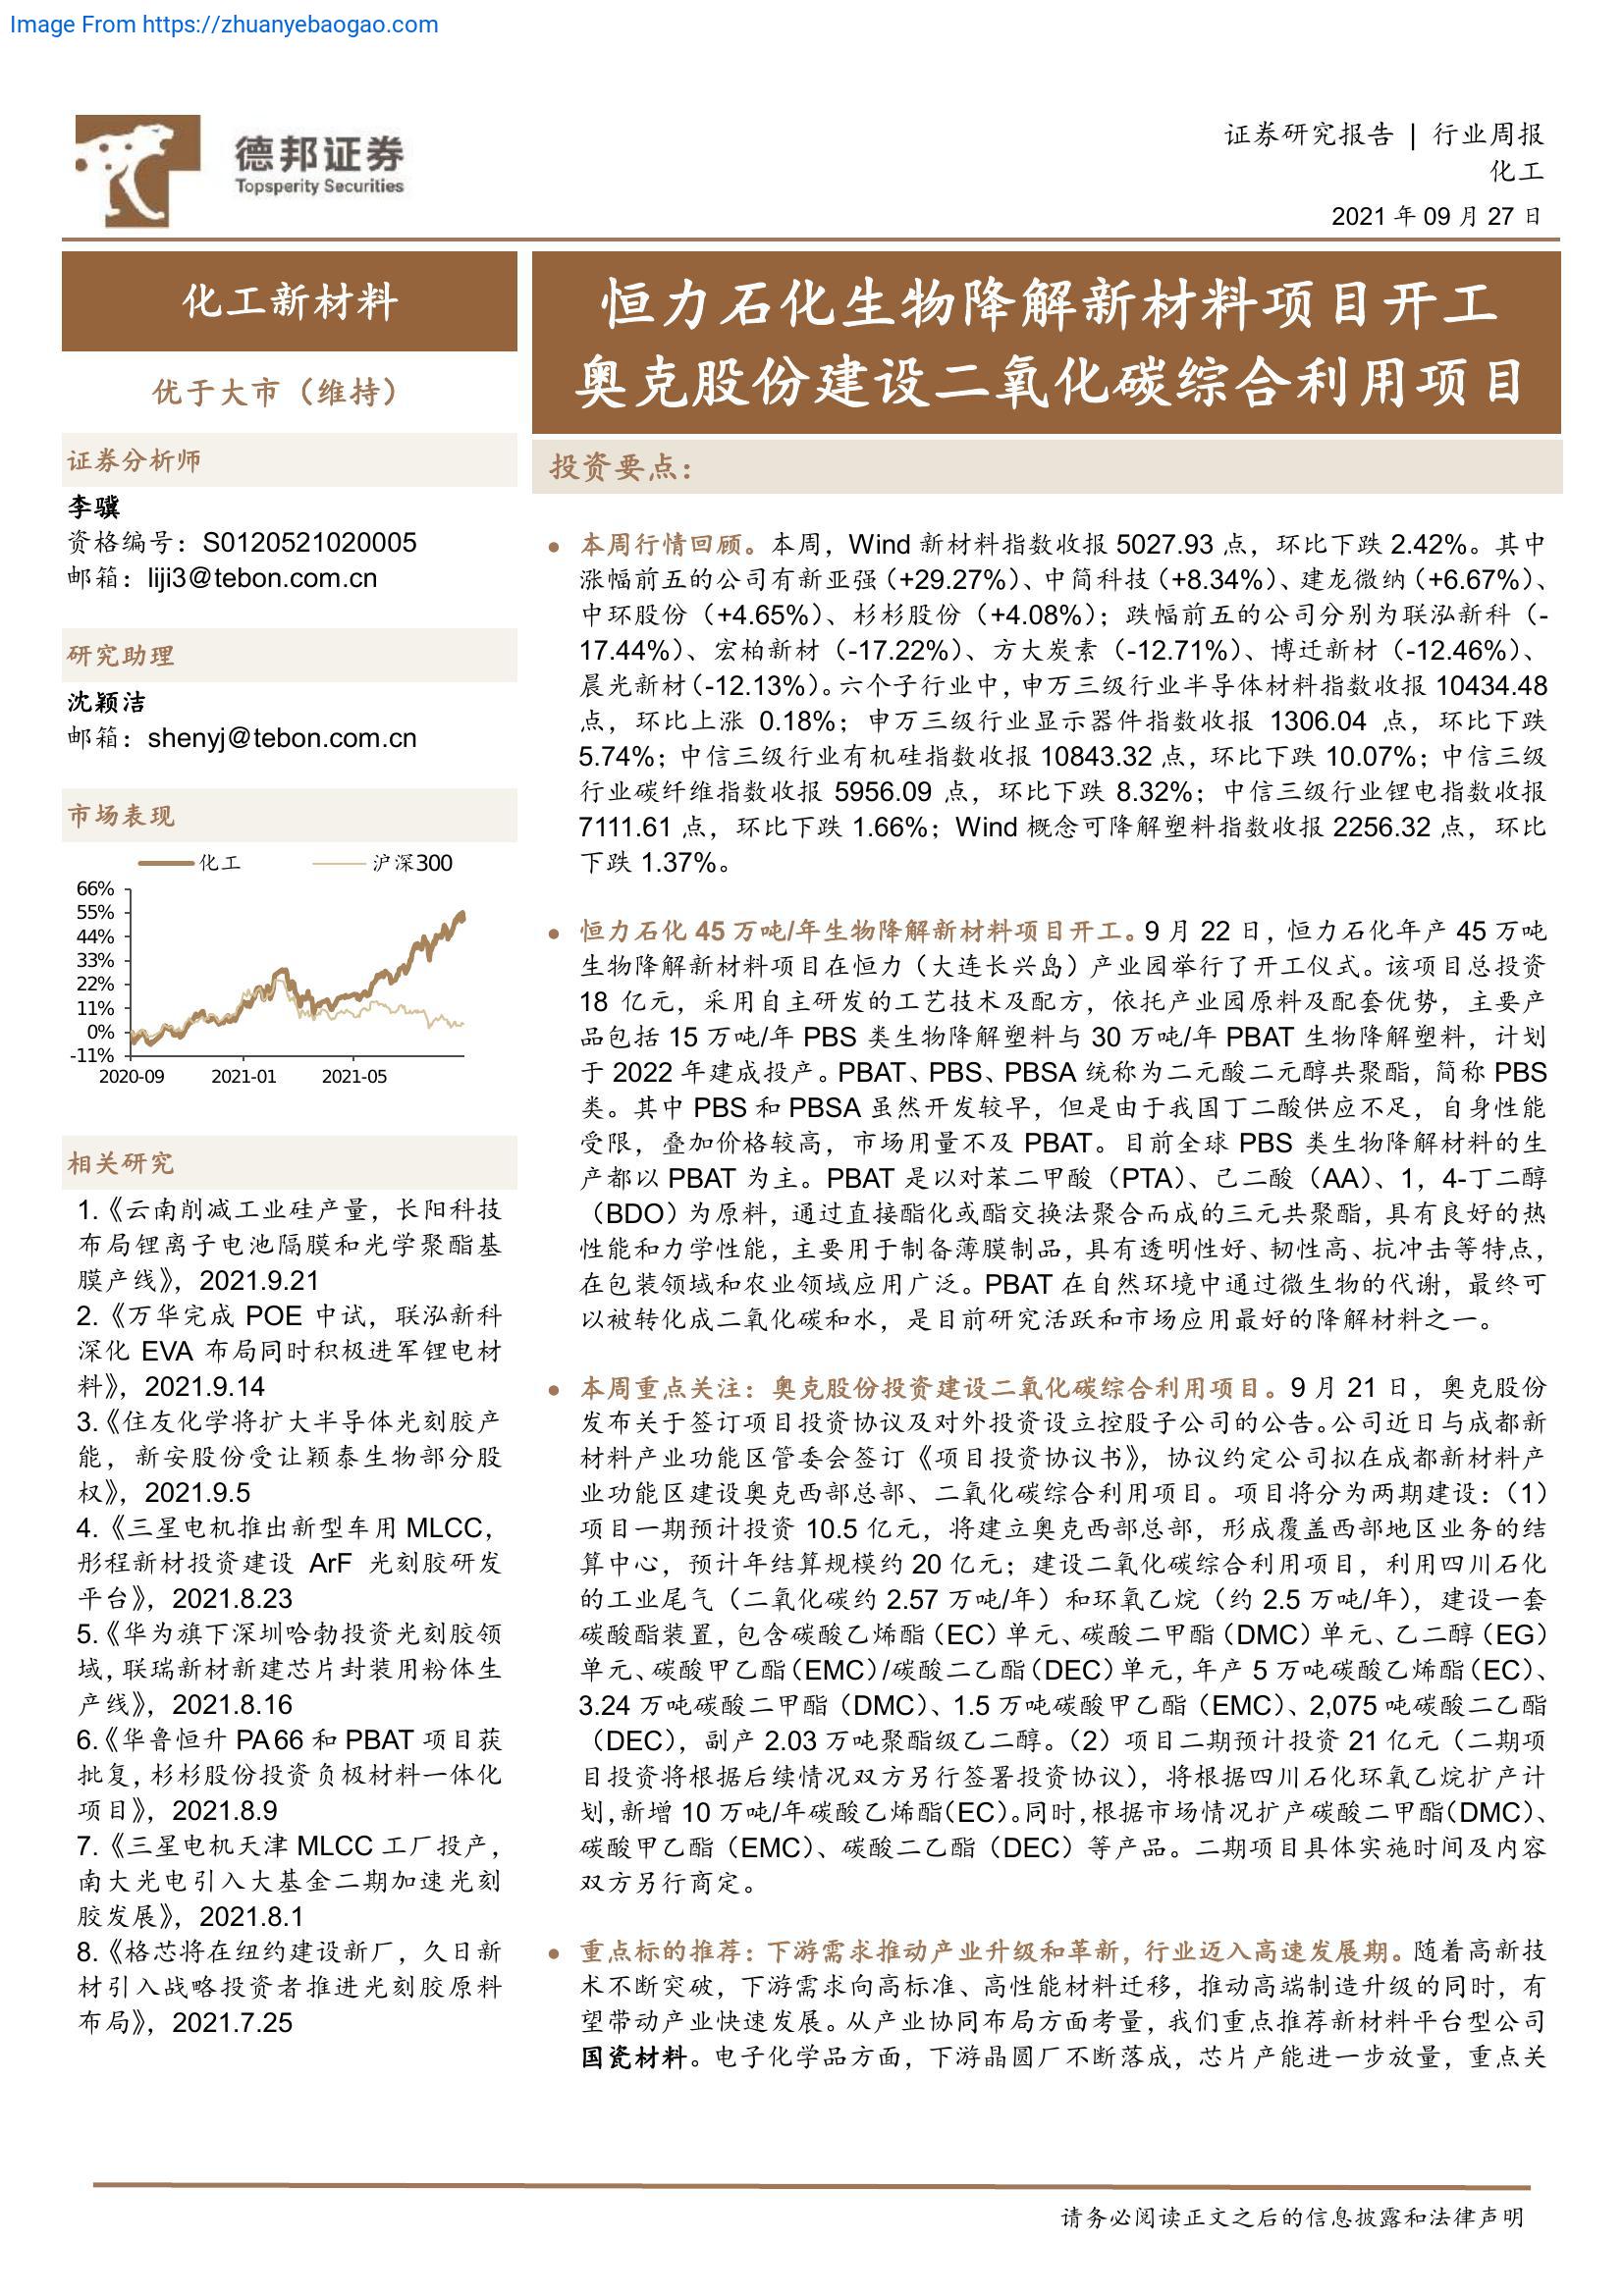 Image From https://zhuanyebaogao.com
德邦证券
Topsperity Securities
证券研究报告 | 行业周报
化工
2021 年 09 月 27 日
化工新材料
优于大市（维持）
证券分析师
李骥
资格编号：S0120521020005
邮箱：liji3@tebon.com.cn
研究助理
沈颖洁
邮箱：shenyj@tebon.com.cn
市场表现
化工 沪深300
66%
55%
44%
33%
22%
11%
0%
-11%
2020-09 2021-01 2021-05
相关研究
1.《云南削减工业硅产量，长阳科技
布局锂离子电池隔膜和光学聚酯基
膜产线》，2021.9.21
2.《万华完成 POE 中试，联泓新科
深化 EVA 布局同时积极进军锂电材
料》，2021.9.14
3.《住友化学将扩大半导体光刻胶产
能，新安股份受让颖泰生物部分股
权》，2021.9.5
4.《三星电机推出新型车用 MLCC，
彤程新材投资建设 ArF 光刻胶研发
平台》，2021.8.23
5.《华为旗下深圳哈勃投资光刻胶领
域，联瑞新材新建芯片封装用粉体生
产线》，2021.8.16
6.《华鲁恒升 PA66 和 PBAT 项目获
批复，杉杉股份投资负极材料一体化
项目》，2021.8.9
7.《三星电机天津 MLCC 工厂投产，
南大光电引入大基金二期加速光刻
胶发展》，2021.8.1
8.《格芯将在纽约建设新厂，久日新
材引入战略投资者推进光刻胶原料
布局》，2021.7.25
恒力石化生物降解新材料项目开工
奥克股份建设二氧化碳综合利用项目
投资要点：
● 本周行情回顾。本周，Wind 新材料指数收报 5027.93 点，环比下跌 2.42%。其中
涨幅前五的公司有新亚强（+29.27%）、中简科技（+8.34%）、建龙微纳（+6.67%）、
中环股份（+4.65%）、杉杉股份（+4.08%）；跌幅前五的公司分别为联泓新科（-
17.44%）、宏柏新材（-17.22%）、方大炭素（-12.71%）、博迁新材（-12.46%）、
晨光新材（-12.13%）。六个子行业中，申万三级行业半导体材料指数收报 10434.48
点，环比上涨 0.18%；申万三级行业显示器件指数收报 1306.04 点，环比下跌
5.74%；中信三级行业有机硅指数收报 10843.32 点，环比下跌 10.07%；中信三级
行业碳纤维指数收报 5956.09 点，环比下跌 8.32%；中信三级行业锂电指数收报
7111.61 点，环比下跌 1.66%；Wind 概念可降解塑料指数收报 2256.32 点，环比
下跌 1.37%。
● 恒力石化 45 万吨/年生物降解新材料项目开工。9 月 22 日，恒力石化年产 45 万吨
生物降解新材料项目在恒力（大连长兴岛）产业园举行了开工仪式。该项目总投资
18 亿元，采用自主研发的工艺技术及配方，依托产业园原料及配套优势，主要产
品包括 15 万吨/年 PBS 类生物降解塑料与 30 万吨/年 PBAT 生物降解塑料，计划
于 2022 年建成投产。PBAT、PBS、PBSA 统称为二元酸二元醇共聚酯，简称 PBS
类。其中 PBS 和 PBSA 虽然开发较早，但是由于我国丁二酸供应不足，自身性能
受限，叠加价格较高，市场用量不及 PBAT。目前全球 PBS 类生物降解材料的生
产都以 PBAT 为主。PBAT 是以对苯二甲酸（PTA）、己二酸（AA）、1，4-丁二醇
（BDO）为原料，通过直接酯化或酯交换法聚合而成的三元共聚酯，具有良好的热
性能和力学性能，主要用于制备薄膜制品，具有透明性好、韧性高、抗冲击等特点，
在包装领域和农业领域应用广泛。PBAT 在自然环境中通过微生物的代谢，最终可
以被转化成二氧化碳和水，是目前研究活跃和市场应用最好的降解材料之一。
● 本周重点关注：奥克股份投资建设二氧化碳综合利用项目。9 月 21 日，奥克股份
发布关于签订项目投资协议及对外投资设立控股子公司的公告。公司近日与成都新
材料产业功能区管委会签订《项目投资协议书》，协议约定公司拟在成都新材料产
业功能区建设奥克西部总部、二氧化碳综合利用项目。项目将分为两期建设：（1）
项目一期预计投资 10.5 亿元，将建立奥克西部总部，形成覆盖西部地区业务的结
算中心，预计年结算规模约 20 亿元；建设二氧化碳综合利用项目，利用四川石化
的工业尾气（二氧化碳约 2.57 万吨/年）和环氧乙烷（约 2.5 万吨/年），建设一套
碳酸酯装置，包含碳酸乙烯酯（EC）单元、碳酸二甲酯（DMC）单元、乙二醇（EG）
单元、碳酸甲乙酯（EMC）/碳酸二乙酯（DEC）单元，年产 5 万吨碳酸乙烯酯（EC）、
3.24 万吨碳酸二甲酯（DMC）、1.5 万吨碳酸甲乙酯（EMC）、2,075 吨碳酸二乙酯
（DEC），副产 2.03 万吨聚酯级乙二醇。（2）项目二期预计投资 21 亿元（二期项
目投资将根据后续情况双方另行签署投资协议），将根据四川石化环氧乙烷扩产计
划，新增 10 万吨/年碳酸乙烯酯（EC）。同时，根据市场情况扩产碳酸二甲酯（DMC）、
碳酸甲乙酯（EMC）、碳酸二乙酯（DEC）等产品。二期项目具体实施时间及内容
双方另行商定。
● 重点标的推荐：下游需求推动产业升级和革新，行业迈入高速发展期。随着高新技
术不断突破，下游需求向高标准、高性能材料迁移，推动高端制造升级的同时，有
望带动产业快速发展。从产业协同布局方面考量，我们重点推荐新材料平台型公司
国瓷材料。电子化学品方面，下游晶圆厂不断落成，芯片产能进一步放量，重点关
请务必阅读正文之后的信息披露和法律声明